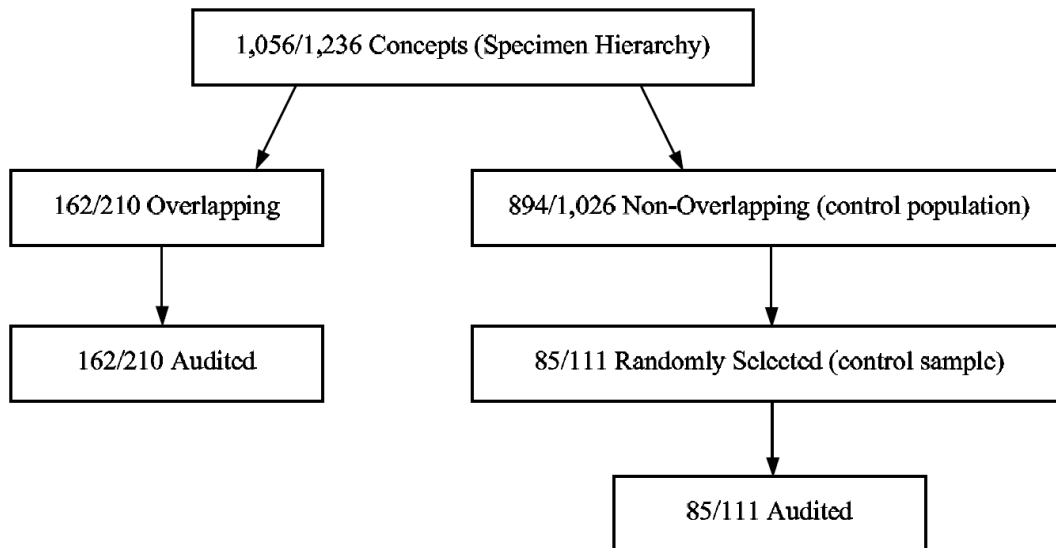 1,056/1,236 Concepts (Specimen Hierarchy)
162/210 Overlapping
894/1,026 Non-Overlapping (control population)
162/210 Audited
85/111 Randomly Selected (control sample)
85/111 Audited